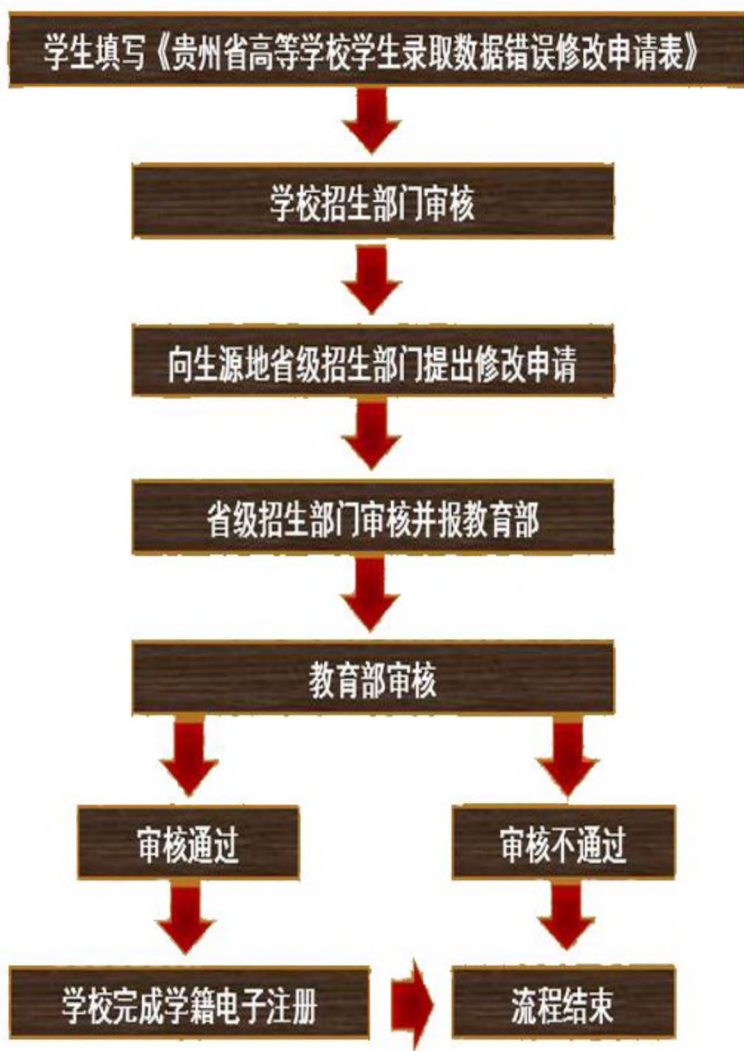 学生填写《贵州省高等学校学生录取数据错误修改申请表》
学校招生部门审核
向生源地省级招生部门提出修改申请
省级招生部门审核并报教育部
教育部审核
审核通过
审核不通过
学校完成学籍电子注册
流程结束